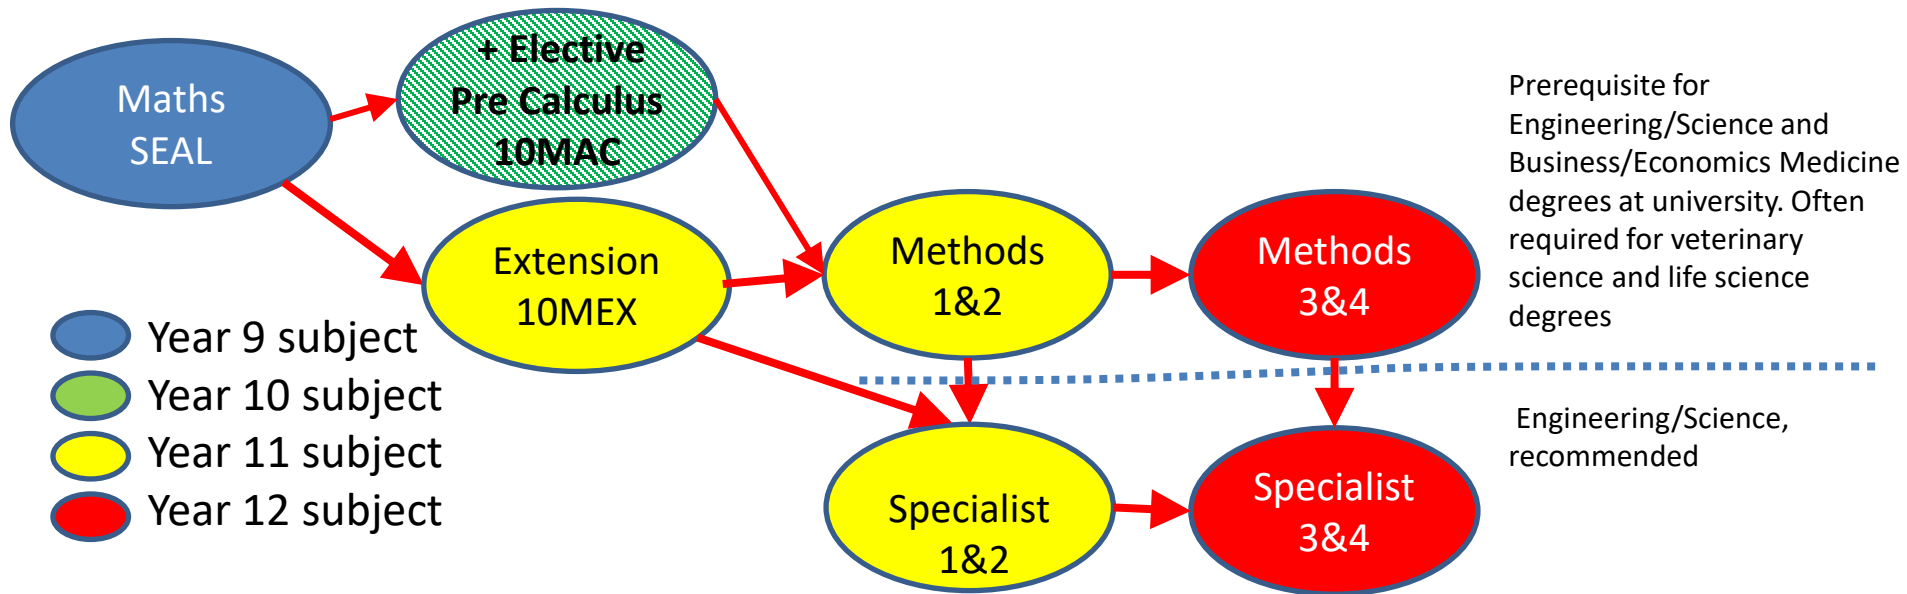 Maths
SEAL
+ Elective
Pre Calculus
10MAC
Extension
10MEX
Methods
1&2
Methods
3&4
Prerequisite for
Engineering/Science and
Business/Economics Medicine
degrees at university. Often
required for veterinary
science and life science
degrees
Year 9 subject
Year 10 subject
Year 11 subject
Year 12 subject
Specialist
1&2
Specialist
3&4
Engineering/Science,
recommended